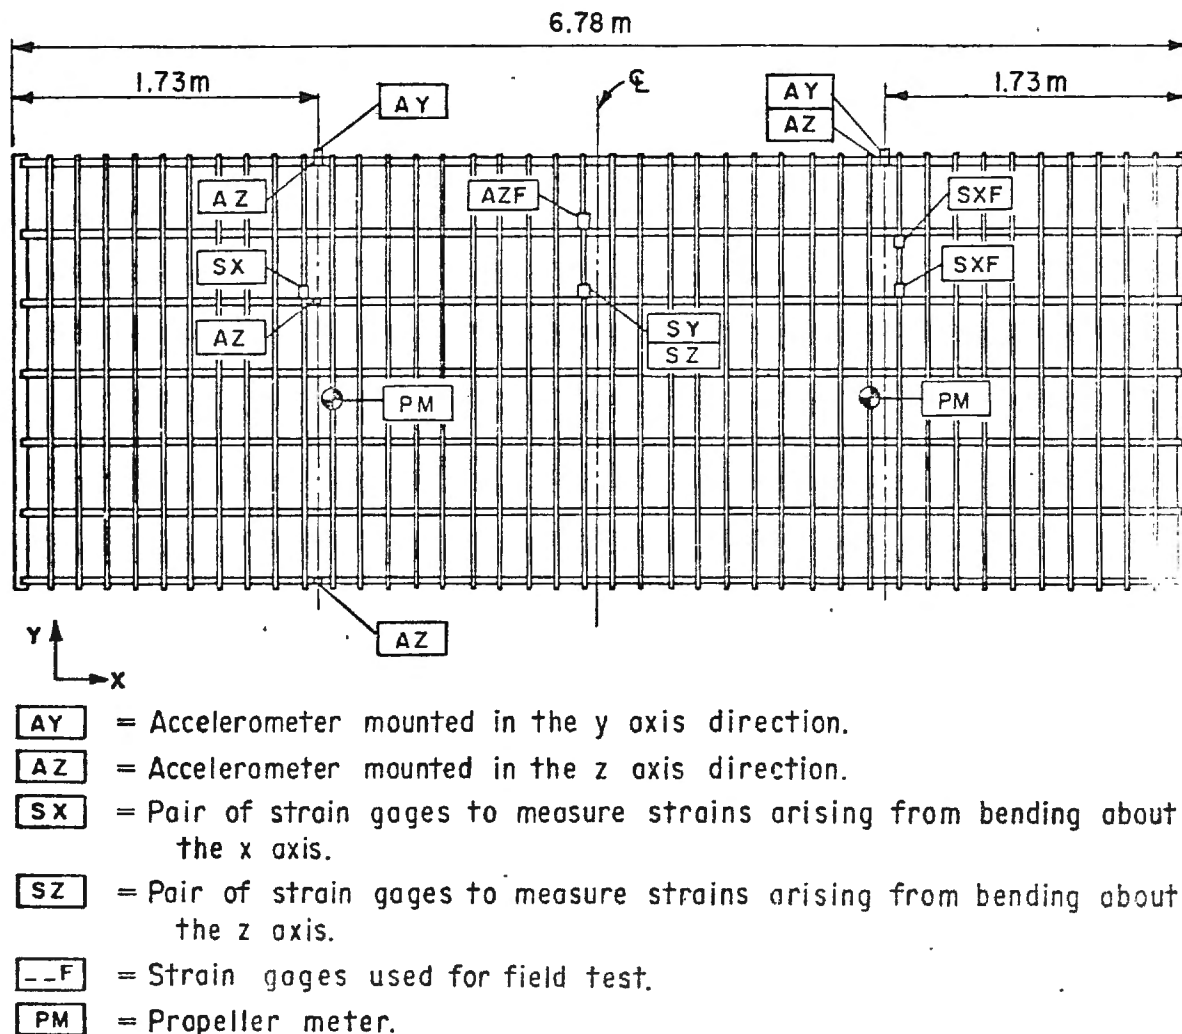 6.78 m
1.73m
℄
1.73m
AY
AY
AZ
AZ
AZF
SXF
SX
SXF
AZ
SY
SZ
PM
PM
AZ
Y
X
AY = Accelerometer mounted in the y axis direction.
AZ = Accelerometer mounted in the z axis direction.
SX = Pair of strain gages to measure strains arising from bending about
the x axis.
SZ = Pair of strain gages to measure strains arising from bending about
the z axis.
__F = Strain gages used for field test.
PM = Propeller meter.